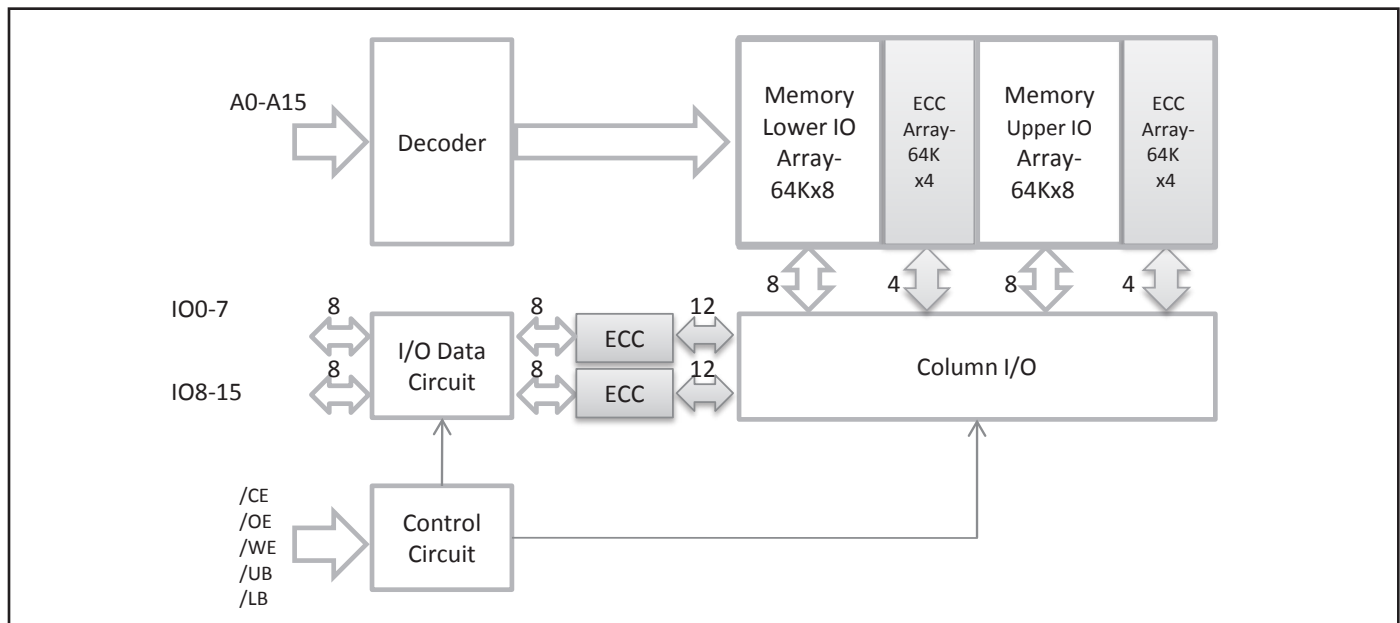 A0-A15
Decoder
Memory
Lower IO
Array-
64Kx8
ECC
Array-
64K
x4
Memory
Upper IO
Array-
64Kx8
ECC
Array-
64K
x4
8
4
8
4
IO0-7
8
8
12
I/O Data
Circuit
ECC
Column I/O
IO8-15
8
8
12
ECC
/CE
/OE
/WE
/UB
/LB
Control
Circuit